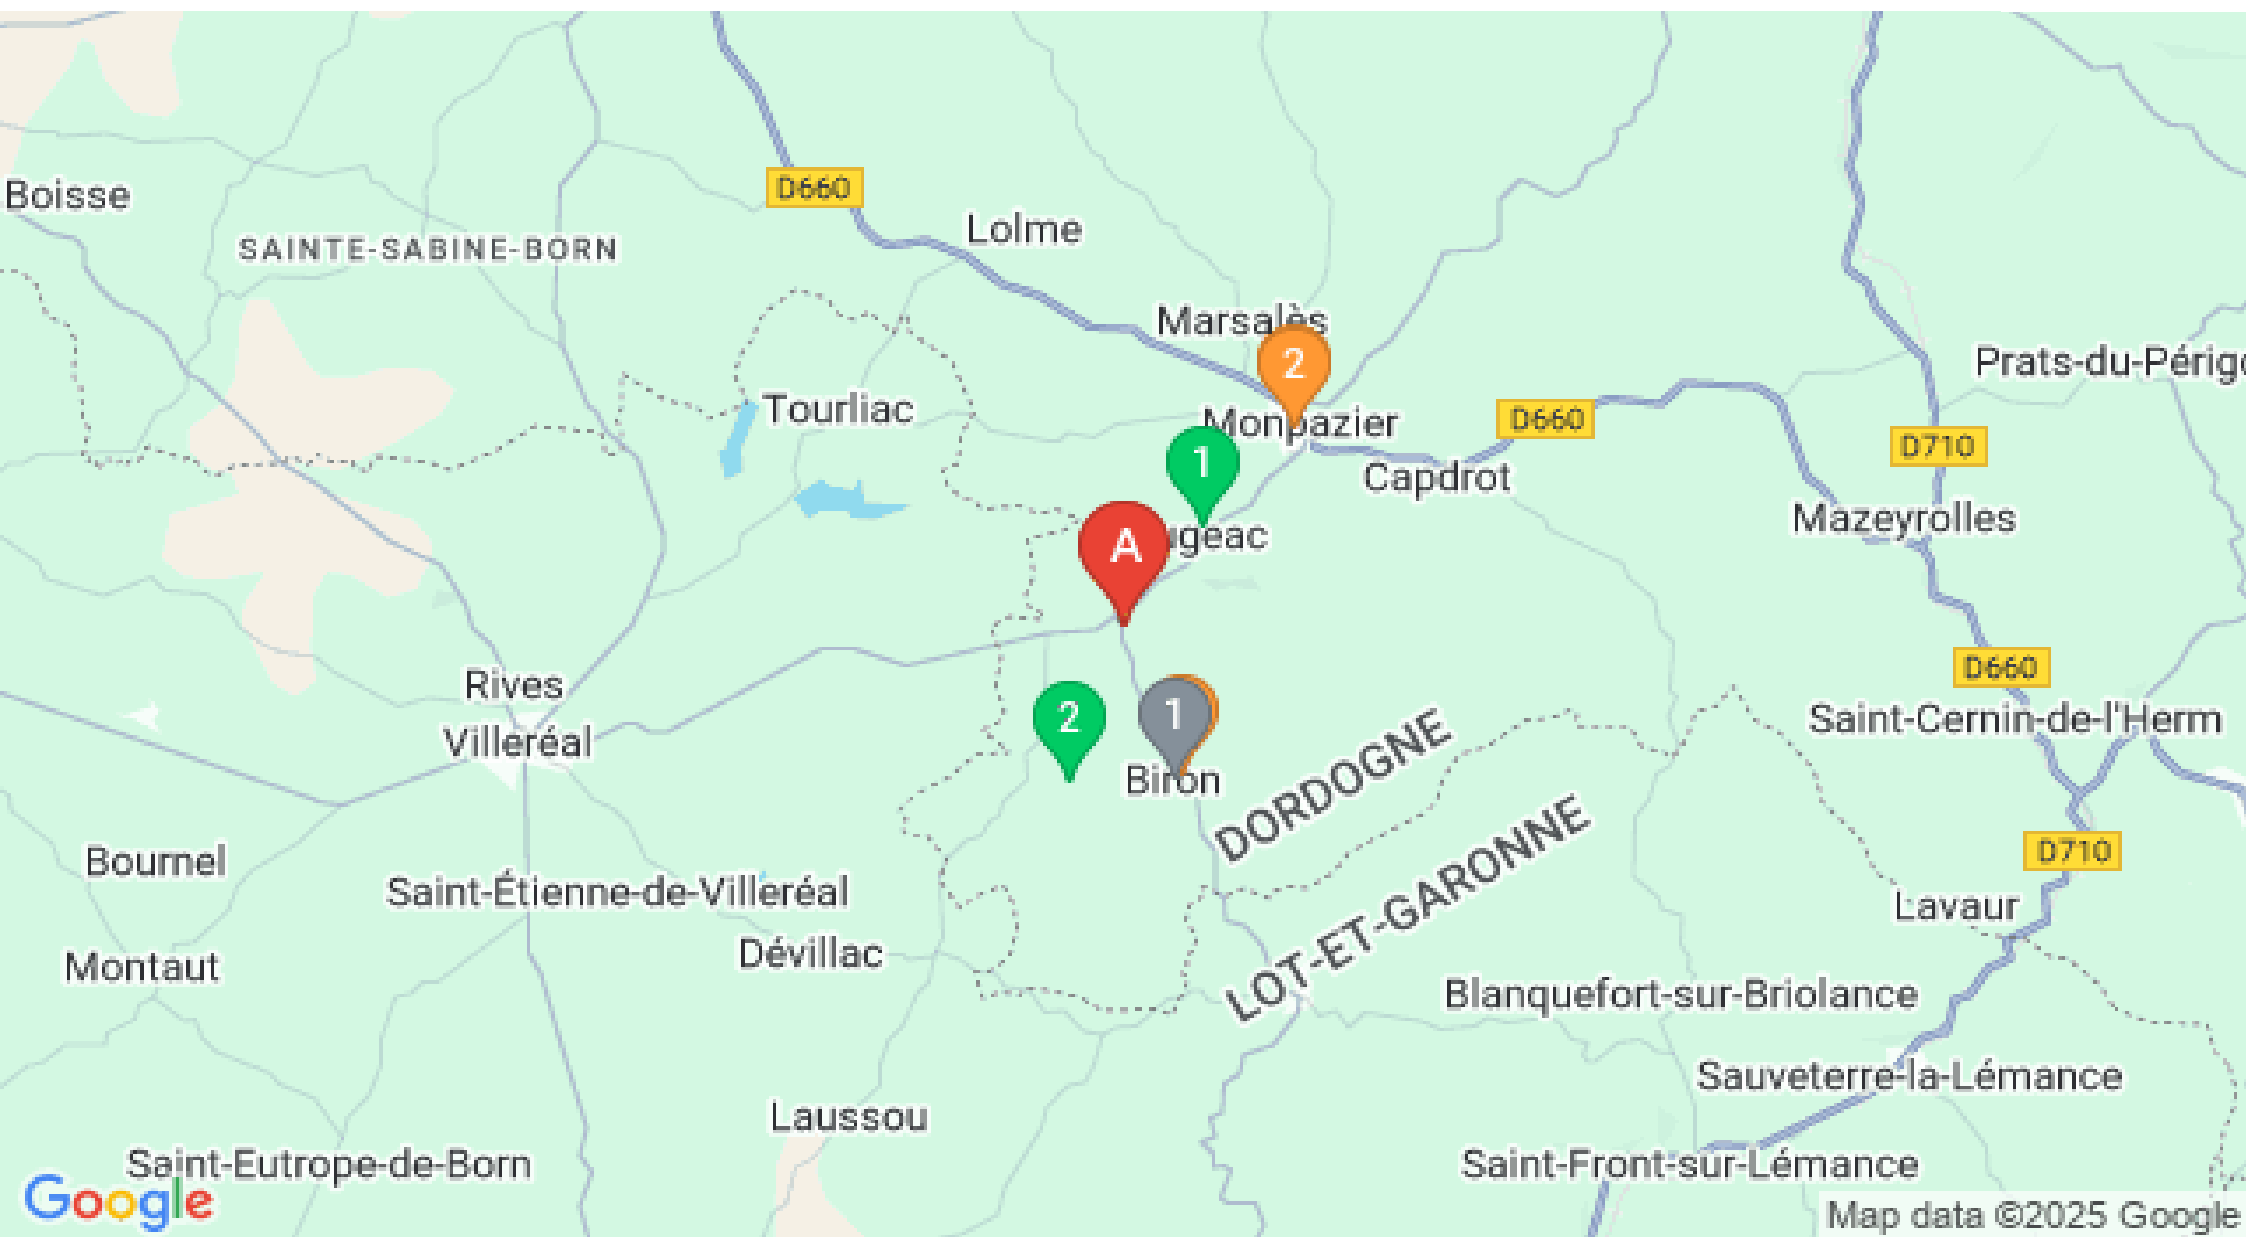 D660
Boisse
Lolme
SAINTE-SABINE-BORN
Marsalès
2
Prats-du-Périgo
Tourliac
Monpazier
D660
D710
1
Capdrot
Mazeyrolles
ugeac
A
D660
Rives
2
1
Saint-Cernin-de-l'Herm
Villeréal
Biron
DORDOGNE
LOT-ET-GARONNE
D710
Bournel
Saint-Étienne-de-Villeréal
Lavaur
Dévillac
Montaut
Blanquefort-sur-Briolance
Sauveterre-la-Lémance
Laussou
Saint-Eutrope-de-Born
Saint-Front-sur-Lémance
Google
Map data ©2025 Google